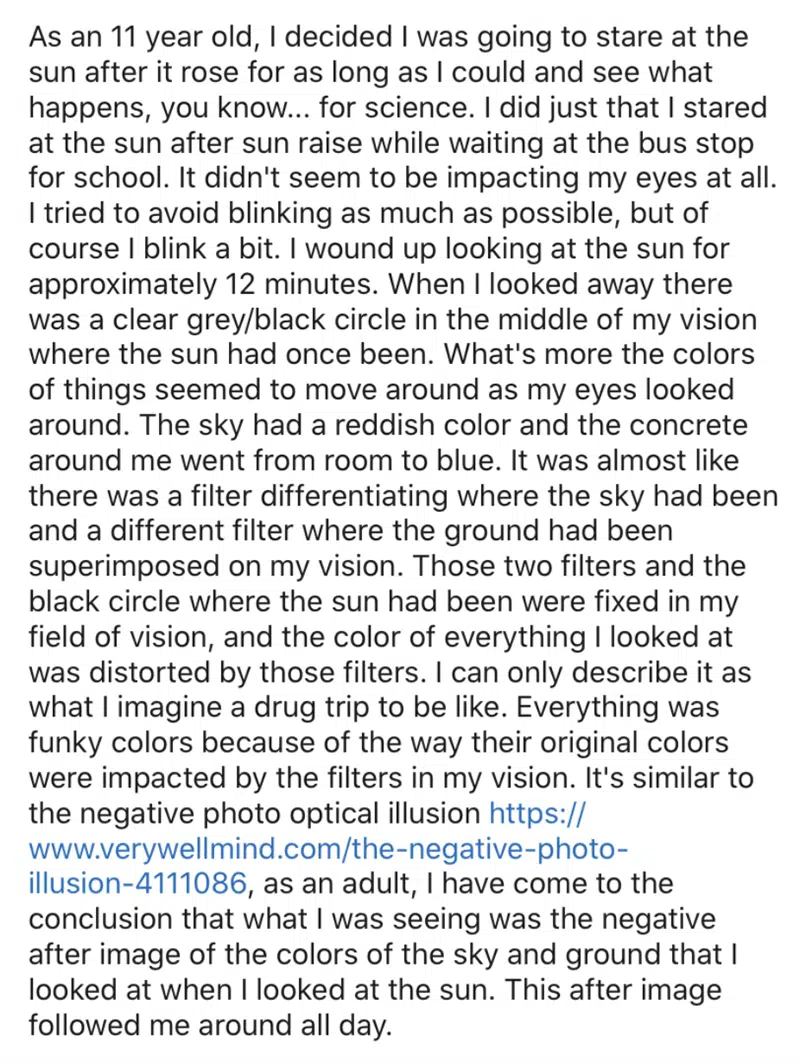 As an 11 year old, I decided I was going to stare at the
sun after it rose for as long as I could and see what
happens, you know... for science. I did just that I stared
at the sun after sun raise while waiting at the bus stop
for school. It didn't seem to be impacting my eyes at all.
I tried to avoid blinking as much as possible, but of
course I blink a bit. I wound up looking at the sun for
approximately 12 minutes. When I looked away there
was a clear grey/black circle in the middle of my vision
where the sun had once been. What's more the colors
of things seemed to move around as my eyes looked
around. The sky had a reddish color and the concrete
around me went from room to blue. It was almost like
there was a filter differentiating where the sky had been
and a different filter where the ground had been
superimposed on my vision. Those two filters and the
black circle where the sun had been were fixed in my
field of vision, and the color of everything I looked at
was distorted by those filters. I can only describe it as
what I imagine a drug trip to be like. Everything was
funky colors because of the way their original colors
were impacted by the filters in my vision. It's similar to
the negative photo optical illusion https://
www.verywellmind.com/the-negative-photo-
illusion-4111086, as an adult, I have come to the
conclusion that what I was seeing was the negative
after image of the colors of the sky and ground that I
looked at when I looked at the sun. This after image
followed me around all day.